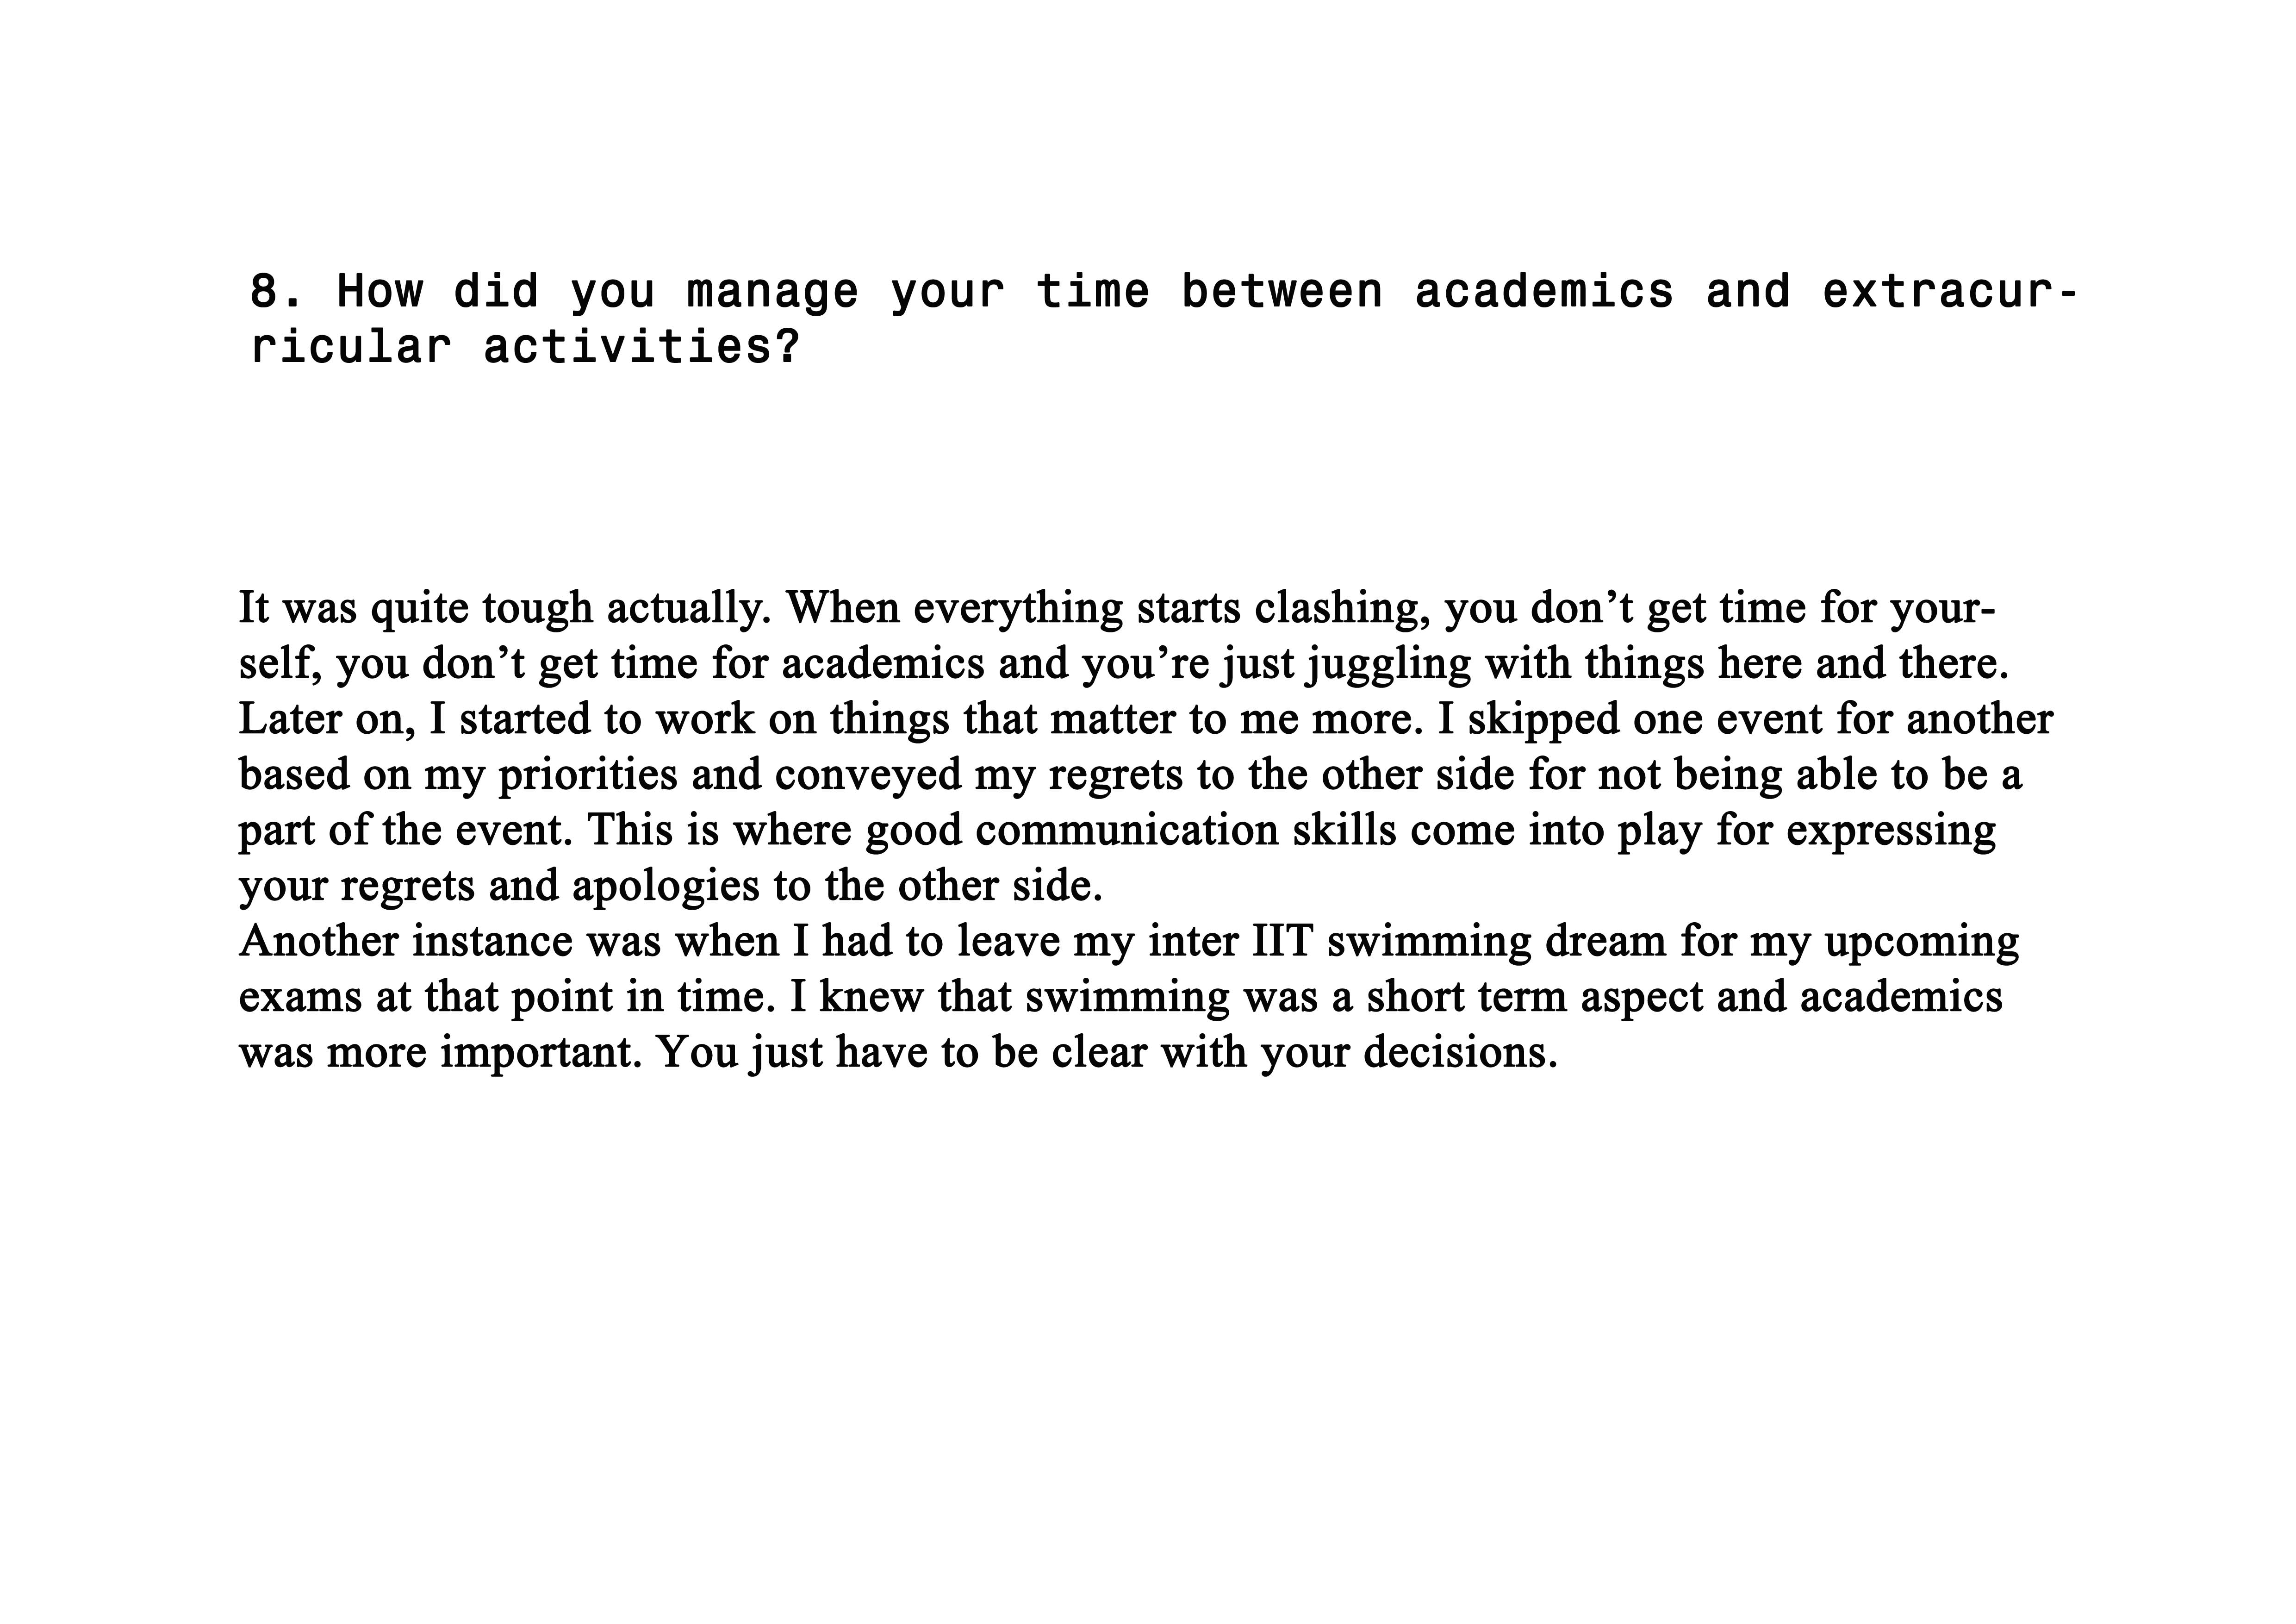 8. How did you manage your time between academics and extracur-
ricular activities?
It was quite tough actually. When everything starts clashing, you don’t get time for your-
self, you don’t get time for academics and you’re just juggling with things here and there.
Later on, I started to work on things that matter to me more. I skipped one event for another
based on my priorities and conveyed my regrets to the other side for not being able to be a
part of the event. This is where good communication skills come into play for expressing
your regrets and apologies to the other side.
Another instance was when I had to leave my inter IIT swimming dream for my upcoming
exams at that point in time. I knew that swimming was a short term aspect and academics
was more important. You just have to be clear with your decisions.